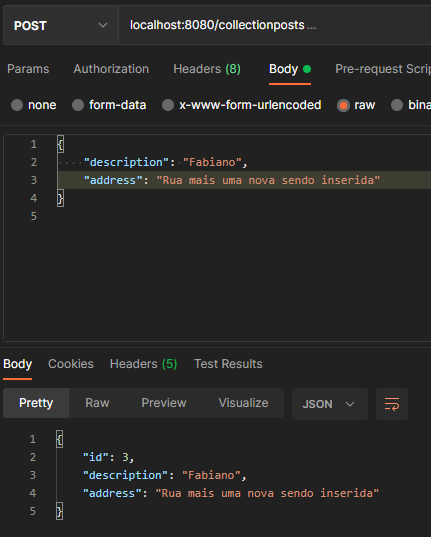 POST localhost:8080/collectionposts...
Params Authorization Headers (8) Body Pre-request Scrip
none form-data x-www-form-urlencoded raw bina
1 {
2 "description": "Fabiano",
3 "address": "Rua mais uma nova sendo inserida"
4 }
5
Body Cookies Headers (5) Test Results
Pretty Raw Preview Visualize JSON
1 {
2 "id": 3,
3 "description": "Fabiano",
4 "address": "Rua mais uma nova sendo inserida"
5 }